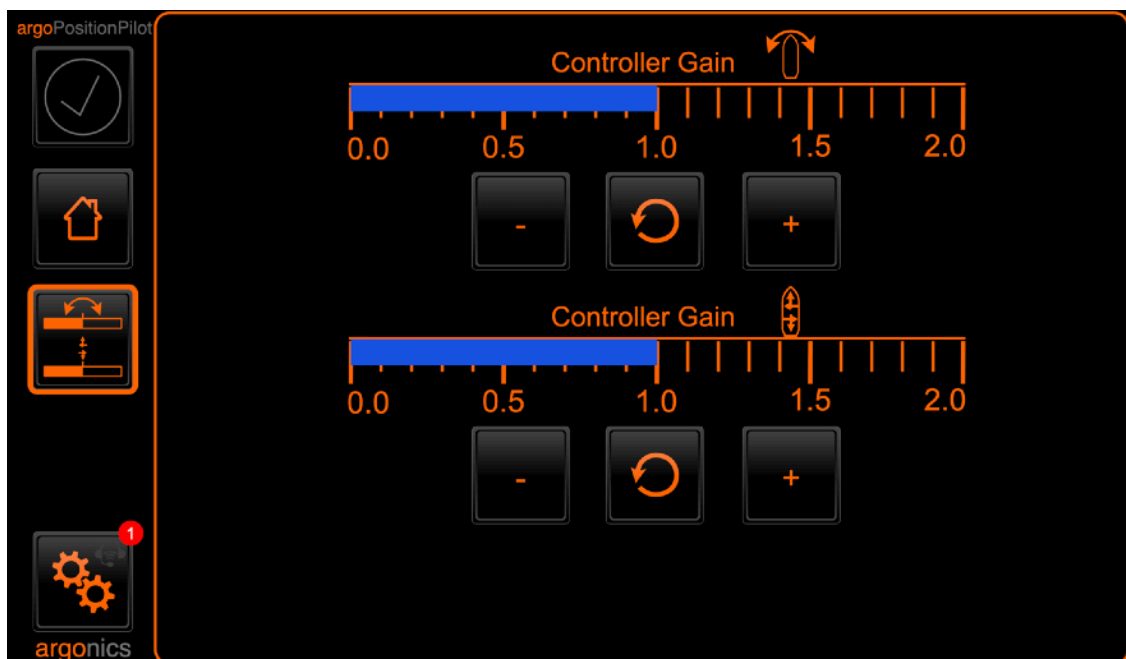 argoPositionPilot
Controller Gain
0.0 0.5 1.0 1.5 2.0
- +
Controller Gain
0.0 0.5 1.0 1.5 2.0
- +
1
argonics